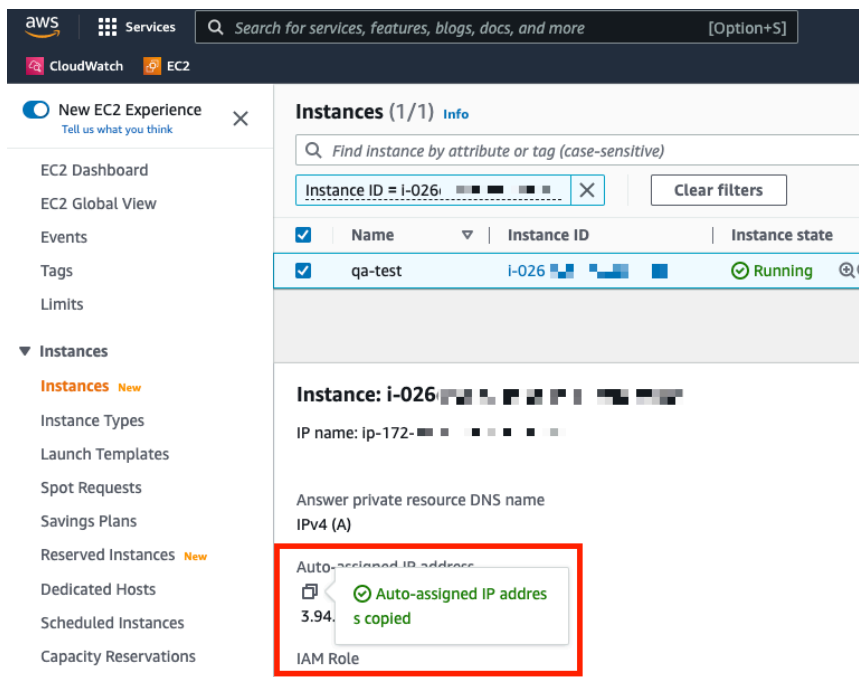 aws
Services
Search for services, features, blogs, docs, and more
[Option+S]
CloudWatch
EC2
New EC2 Experience
Tell us what you think
EC2 Dashboard
EC2 Global View
Events
Tags
Limits
Instances
Instances New
Instance Types
Launch Templates
Spot Requests
Savings Plans
Reserved Instances New
Dedicated Hosts
Scheduled Instances
Capacity Reservations
Instances (1/1) Info
Find instance by attribute or tag (case-sensitive)
Instance ID = i-026
Clear filters
Name
Instance ID
Instance state
qa-test
i-026
Running
Instance: i-026
IP name: ip-172-
Answer private resource DNS name
IPv4 (A)
Auto-assigned IP address
3.94.
Auto-assigned IP addres
s copied
IAM Role